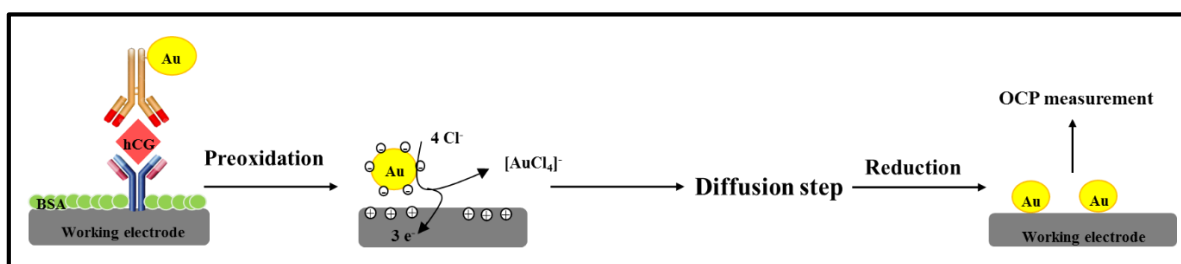 Au
hCG
BSA
Working electrode
Preoxidation
Au
4 Cl⁻
[AuCl₄]⁻
3 e⁻
Diffusion step
Reduction
OCP measurement
Au
Au
Working electrode